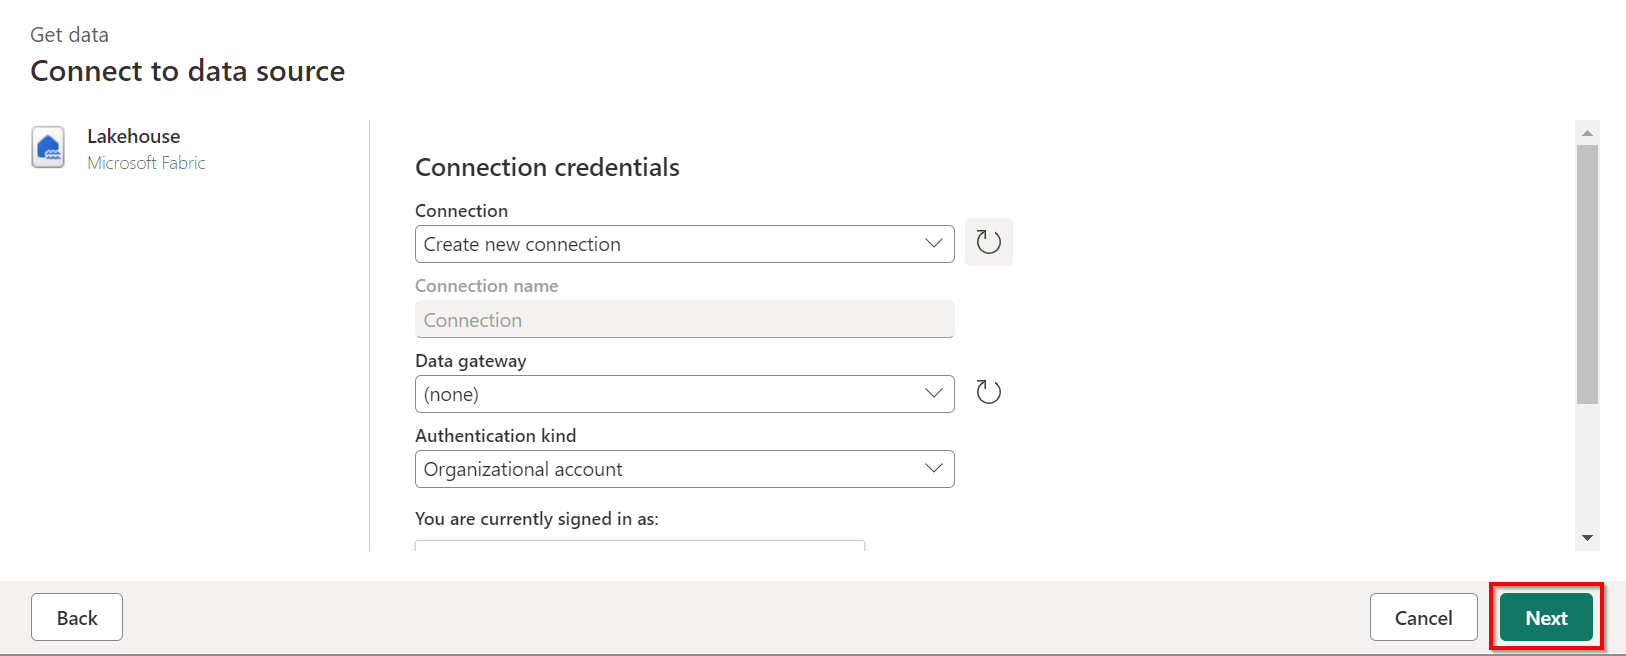 Get data
Connect to data source
Lakehouse
Microsoft Fabric
Connection credentials
Connection
Create new connection
Connection name
Connection
Data gateway
(none)
Authentication kind
Organizational account
You are currently signed in as:
Back
Cancel
Next